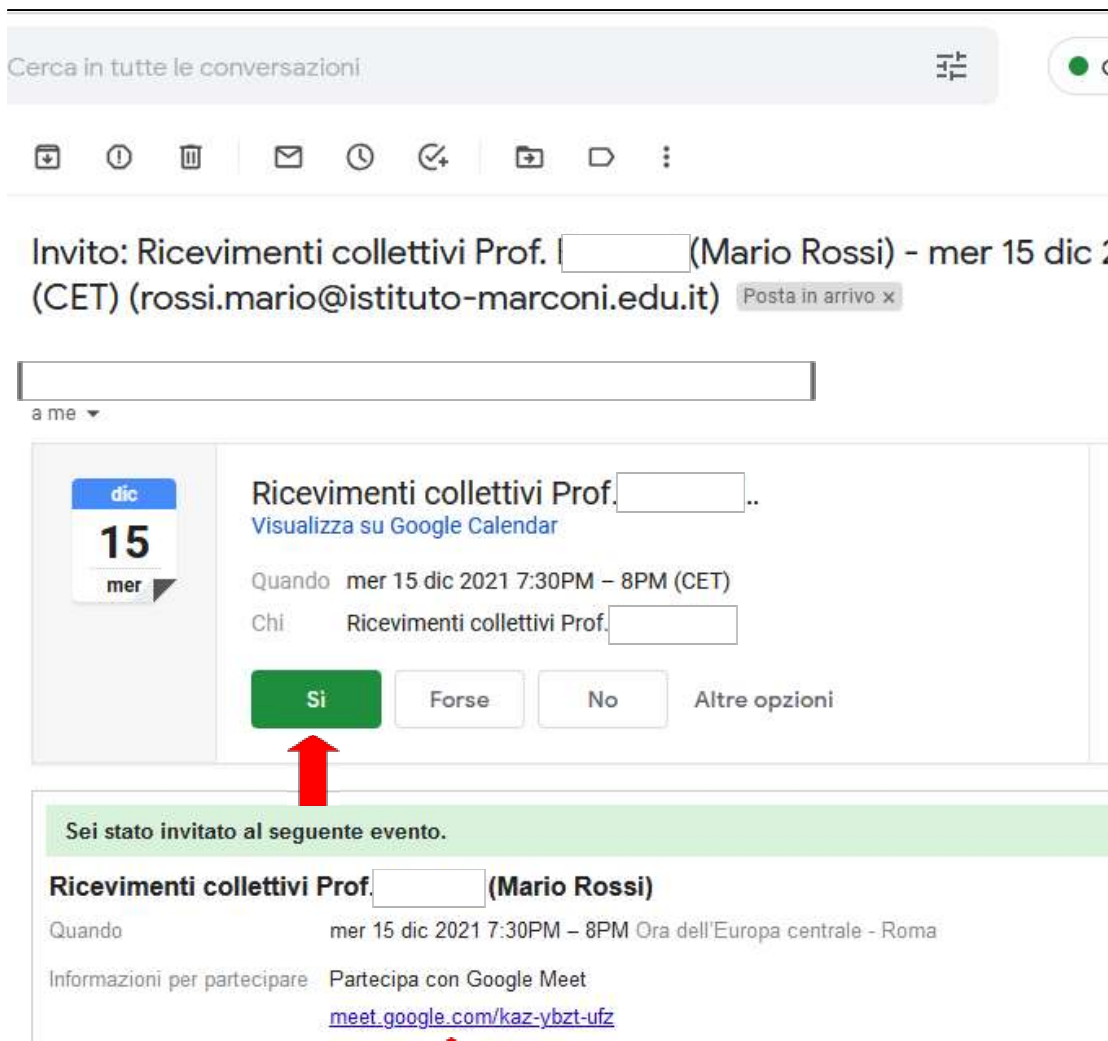 Cerca in tutte le conversazioni
Invito: Ricevimenti collettivi Prof. (Mario Rossi) - mer 15 dic
(CET) (rossi.mario@istituto-marconi.edu.it) Posta in arrivo x
a me
dic
15
mer
Ricevimenti collettivi Prof. ..
Visualizza su Google Calendar
Quando mer 15 dic 2021 7:30PM – 8PM (CET)
Chi Ricevimenti collettivi Prof.
Sì Forse No Altre opzioni
Sei stato invitato al seguente evento.
Ricevimenti collettivi Prof. (Mario Rossi)
Quando mer 15 dic 2021 7:30PM – 8PM Ora dell'Europa centrale - Roma
Informazioni per partecipare Partecipa con Google Meet
meet.google.com/kaz-ybzt-ufz